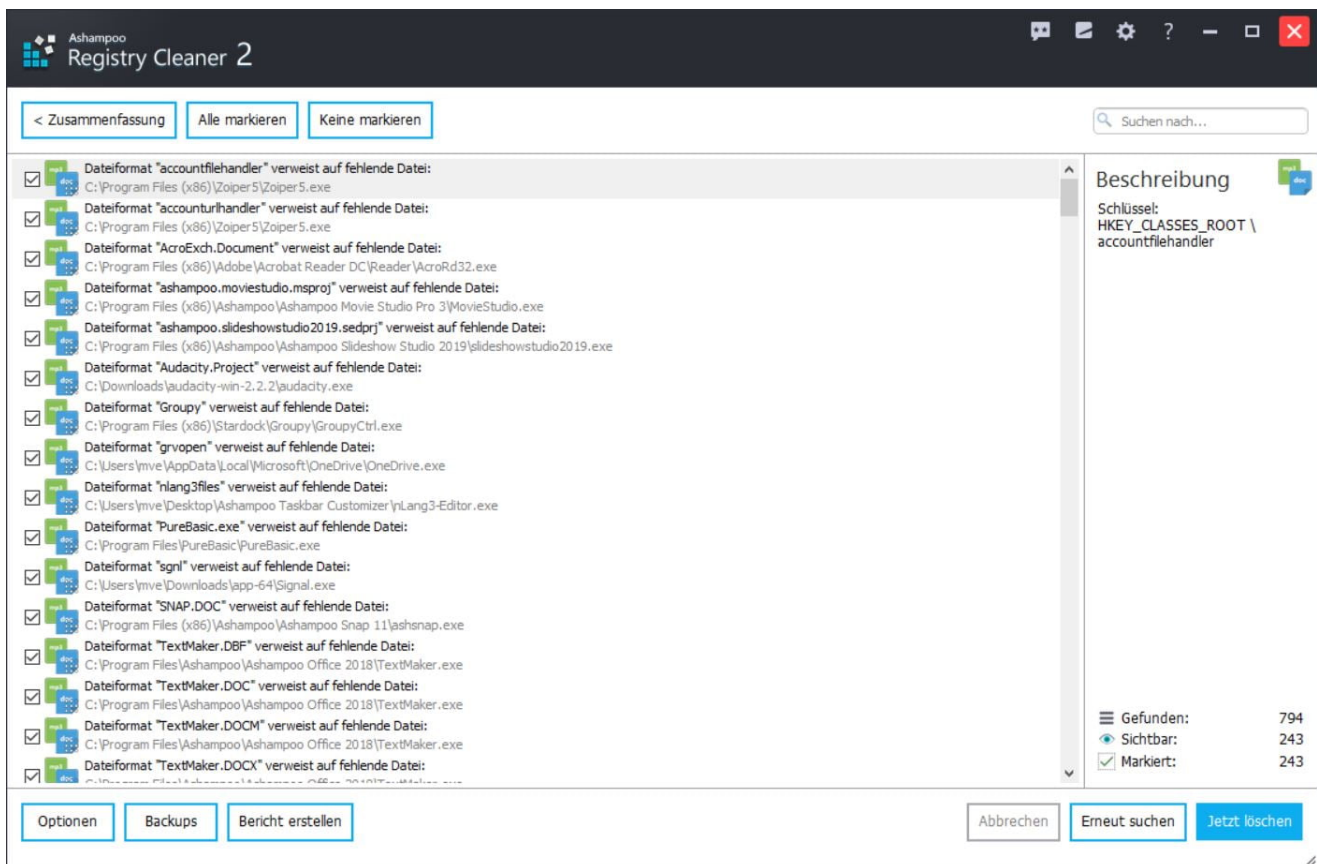 Ashampoo
Registry Cleaner 2
?
< Zusammenfassung
Alle markieren
Keine markieren
Suchen nach...
Dateiformat "accountfilehandler" verweist auf fehlende Datei:
C:\Program Files (x86)\Zoiper5\Zoiper5.exe
Dateiformat "accounturlhandler" verweist auf fehlende Datei:
C:\Program Files (x86)\Zoiper5\Zoiper5.exe
Dateiformat "AcroExch.Document" verweist auf fehlende Datei:
C:\Program Files (x86)\Adobe\Acrobat Reader DC\Reader\AcroRd32.exe
Dateiformat "ashampoo.moviestudio.msproj" verweist auf fehlende Datei:
C:\Program Files (x86)\Ashampoo\Ashampoo Movie Studio Pro 3\MovieStudio.exe
Dateiformat "ashampoo.slideshowstudio2019.sedprj" verweist auf fehlende Datei:
C:\Program Files (x86)\Ashampoo\Ashampoo Slideshow Studio 2019\slideshowstudio2019.exe
Dateiformat "Audacity.Project" verweist auf fehlende Datei:
C:\Downloads\audacity-win-2.2.2\audacity.exe
Dateiformat "Groupy" verweist auf fehlende Datei:
C:\Program Files (x86)\Stardock\Groupy\GroupyCtrl.exe
Dateiformat "grvopen" verweist auf fehlende Datei:
C:\Users\mve\AppData\Local\Microsoft\OneDrive\OneDrive.exe
Dateiformat "nlang3files" verweist auf fehlende Datei:
C:\Users\mve\Desktop\Ashampoo Taskbar Customizer\nLang3-Editor.exe
Dateiformat "PureBasic.exe" verweist auf fehlende Datei:
C:\Program Files\PureBasic\PureBasic.exe
Dateiformat "sgnl" verweist auf fehlende Datei:
C:\Users\mve\Downloads\app-64\Signal.exe
Dateiformat "SNAP.DOC" verweist auf fehlende Datei:
C:\Program Files (x86)\Ashampoo\Ashampoo Snap 11\ashsnap.exe
Dateiformat "TextMaker.DBF" verweist auf fehlende Datei:
C:\Program Files\Ashampoo\Ashampoo Office 2018\TextMaker.exe
Dateiformat "TextMaker.DOC" verweist auf fehlende Datei:
C:\Program Files\Ashampoo\Ashampoo Office 2018\TextMaker.exe
Dateiformat "TextMaker.DOCM" verweist auf fehlende Datei:
C:\Program Files\Ashampoo\Ashampoo Office 2018\TextMaker.exe
Dateiformat "TextMaker.DOCX" verweist auf fehlende Datei:
Beschreibung
Schlüssel:
HKEY_CLASSES_ROOT \
accountfilehandler
Gefunden: 794
Sichtbar: 243
Markiert: 243
Optionen
Backups
Bericht erstellen
Abbrechen
Erneut suchen
Jetzt löschen